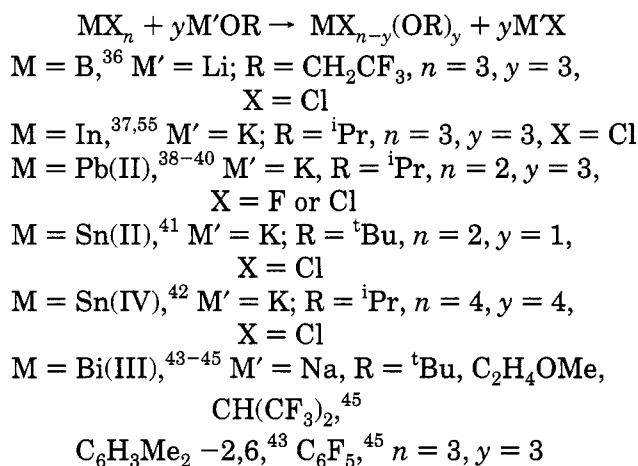 MXₙ + yM′OR → MXₙ₋ᵧ(OR)ᵧ + yM′X
M = B,³⁶ M′ = Li; R = CH₂CF₃, n = 3, y = 3,
X = Cl
M = In,³⁷,⁵⁵ M′ = K; R = ⁱPr, n = 3, y = 3, X = Cl
M = Pb(II),³⁸⁻⁴⁰ M′ = K, R = ⁱPr, n = 2, y = 3,
X = F or Cl
M = Sn(II),⁴¹ M′ = K; R = ᵗBu, n = 2, y = 1,
X = Cl
M = Sn(IV),⁴² M′ = K; R = ⁱPr, n = 4, y = 4,
X = Cl
M = Bi(III),⁴³⁻⁴⁵ M′ = Na, R = ᵗBu, C₂H₄OMe,
CH(CF₃)₂,⁴⁵
C₆H₃Me₂ −2,6,⁴³ C₆F₅,⁴⁵ n = 3, y = 3